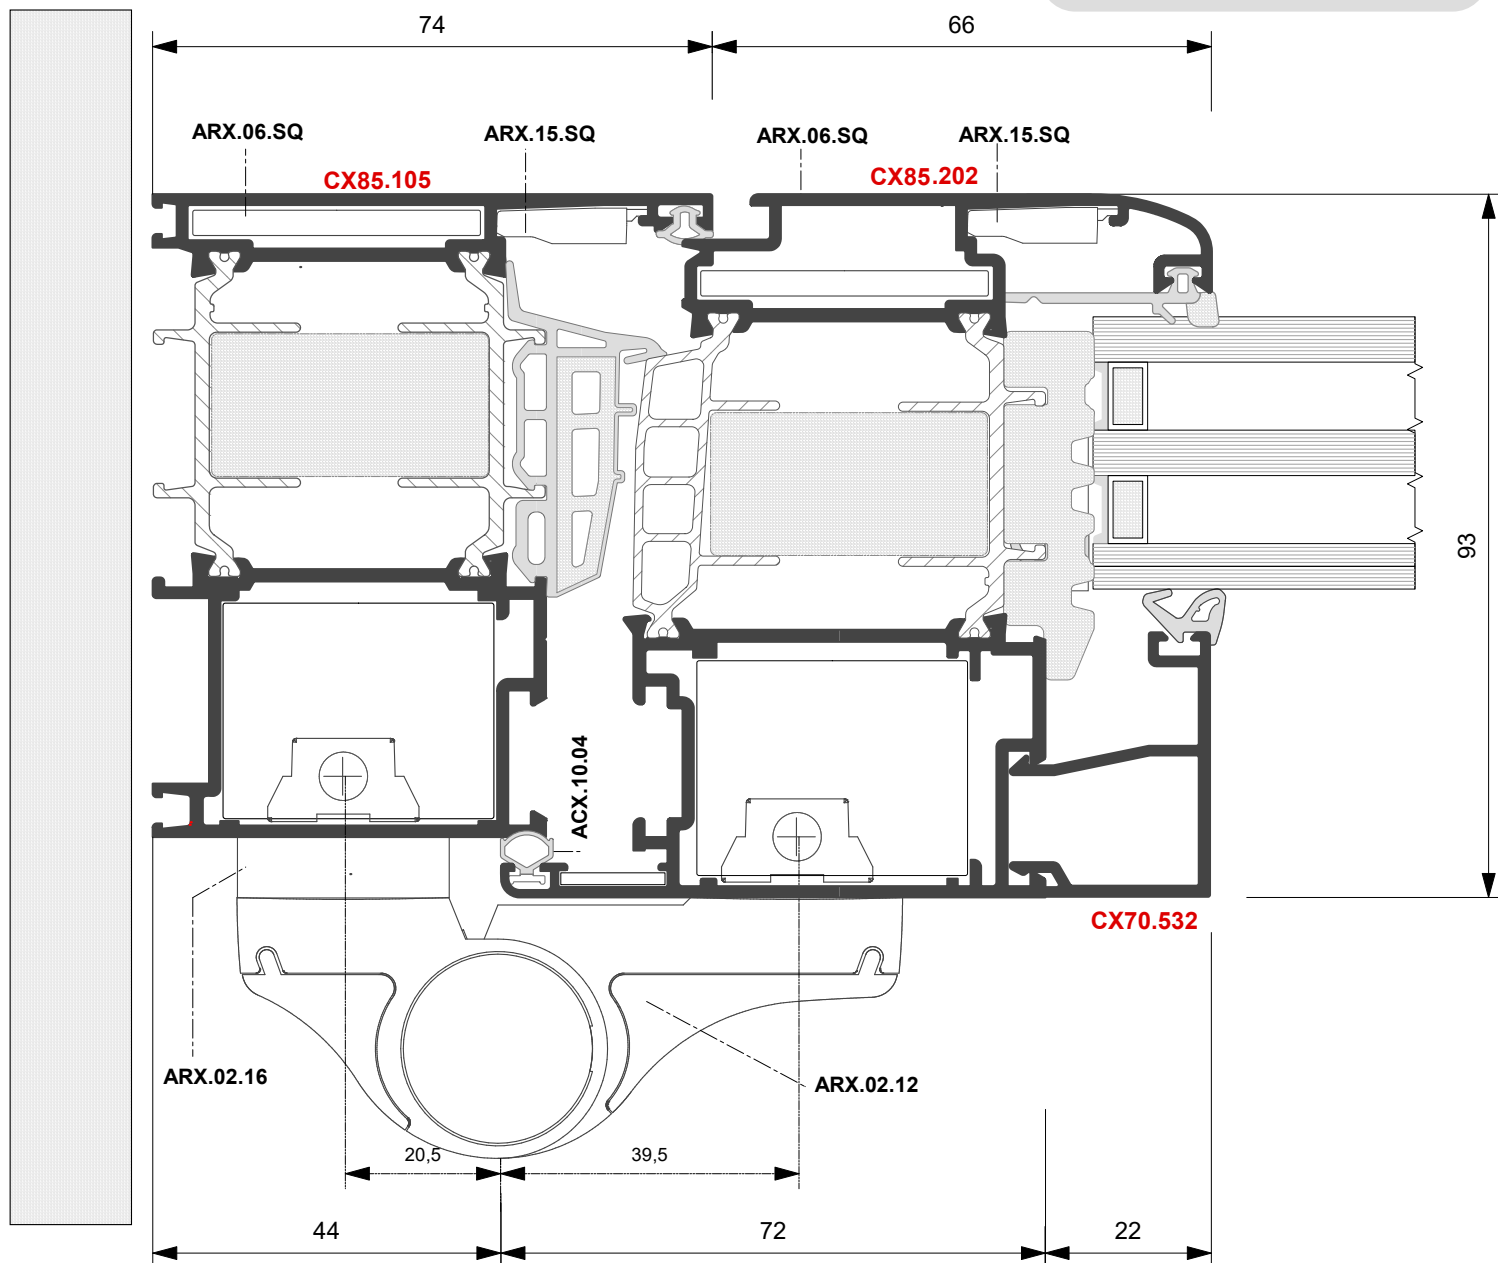 74
66
ARX.06.SQ
ARX.15.SQ
ARX.06.SQ
ARX.15.SQ
CX85.105
CX85.202
93
ACX.10.04
CX70.532
ARX.02.16
ARX.02.12
20,5
39,5
44
72
22